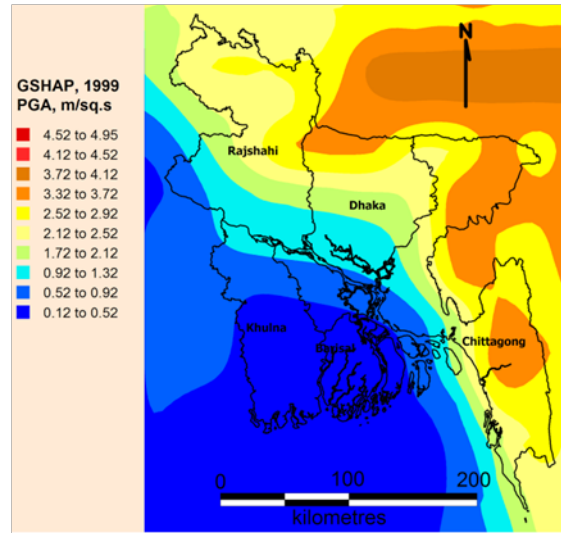 GSHAP, 1999
PGA, m/sq.s
4.52 to 4.95
4.12 to 4.52
3.72 to 4.12
3.32 to 3.72
2.52 to 2.92
2.12 to 2.52
1.72 to 2.12
0.92 to 1.32
0.52 to 0.92
0.12 to 0.52
N
Rajshahi
Dhaka
Khulna
Barisal
Chittagong
0 100 200
kilometres